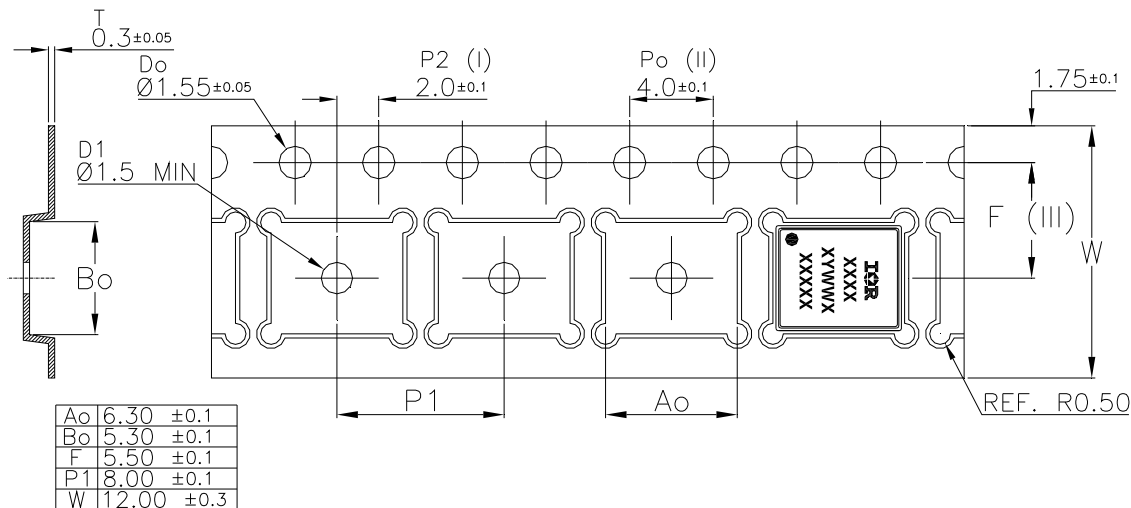 T
0.3±0.05
Do
Ø1.55±0.05
P2 (I)
2.0±0.1
Po (II)
4.0±0.1
1.75±0.1
D1
Ø1.5 MIN
F (III)
W
Bo
IOR
XXXX
XYWWX
XXXXX
P1
Ao
REF. R0.50
Ao 6.30 ±0.1
Bo 5.30 ±0.1
F 5.50 ±0.1
P1 8.00 ±0.1
W 12.00 ±0.3